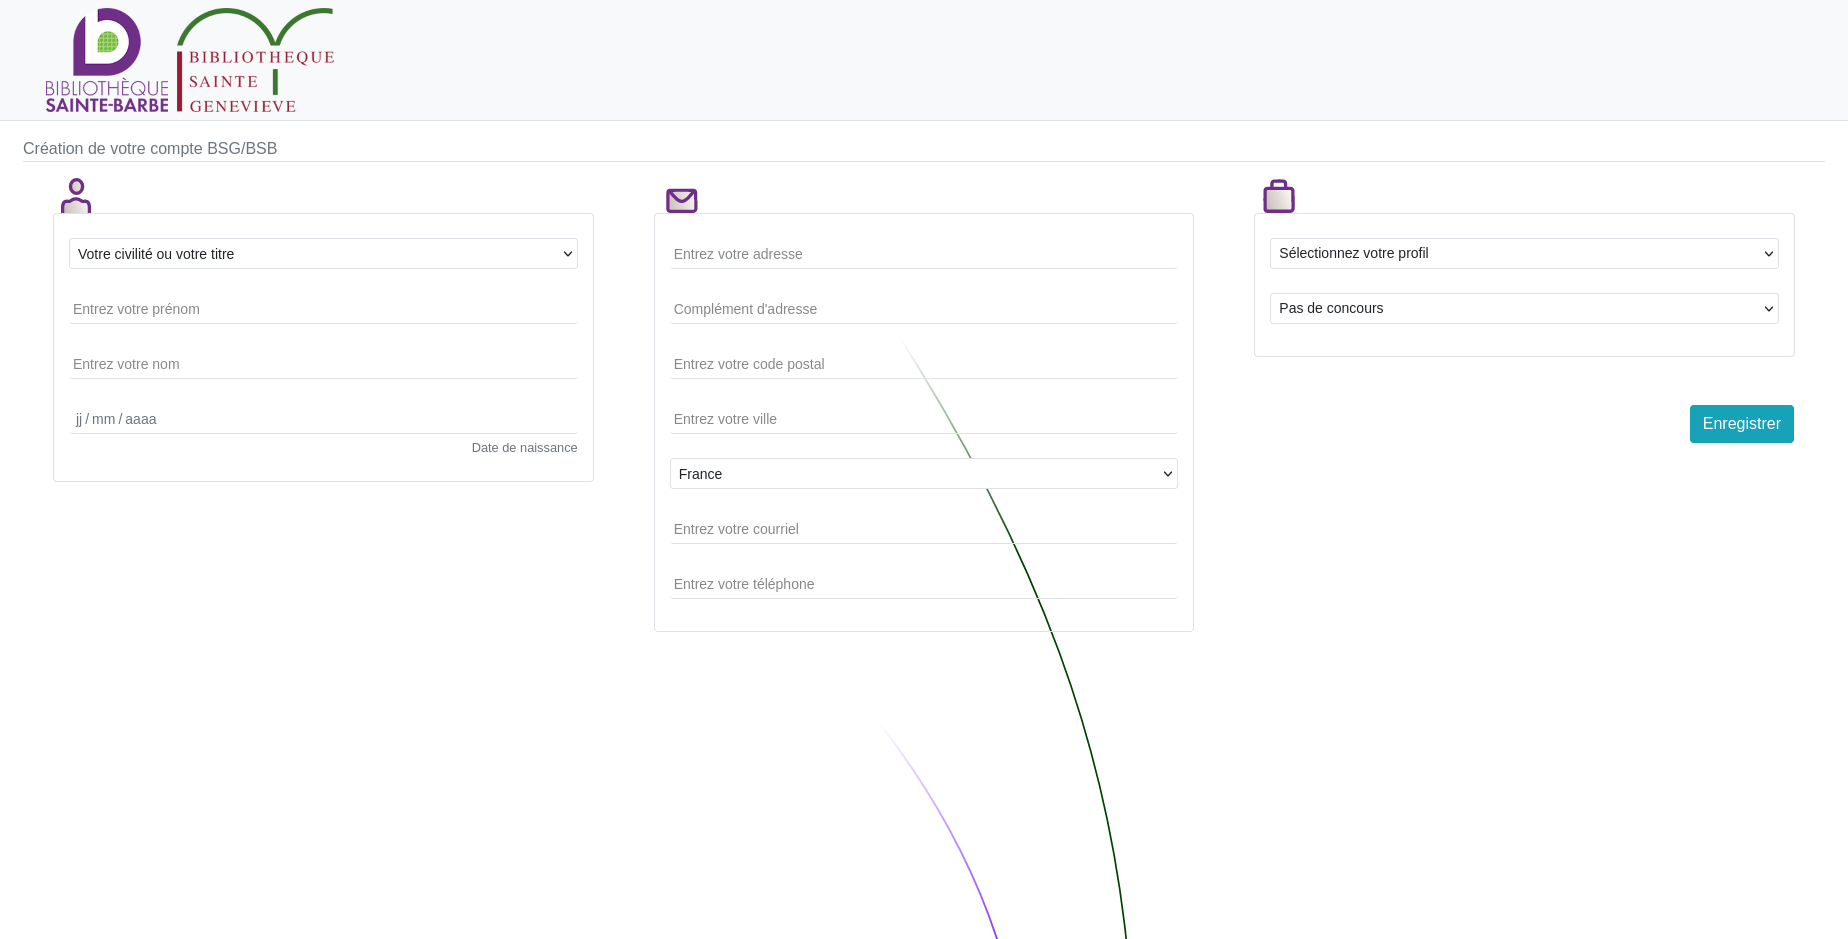 BIBLIOTHÈQUE
SAINTE-BARBE
BIBLIOTHEQUE
SAINTE
GENEVIEVE
Création de votre compte BSG/BSB
Votre civilité ou votre titre
Entrez votre prénom
Entrez votre nom
jj / mm / aaaa
Date de naissance
Entrez votre adresse
Complément d'adresse
Entrez votre code postal
Entrez votre ville
France
Entrez votre courriel
Entrez votre téléphone
Sélectionnez votre profil
Pas de concours
Enregistrer